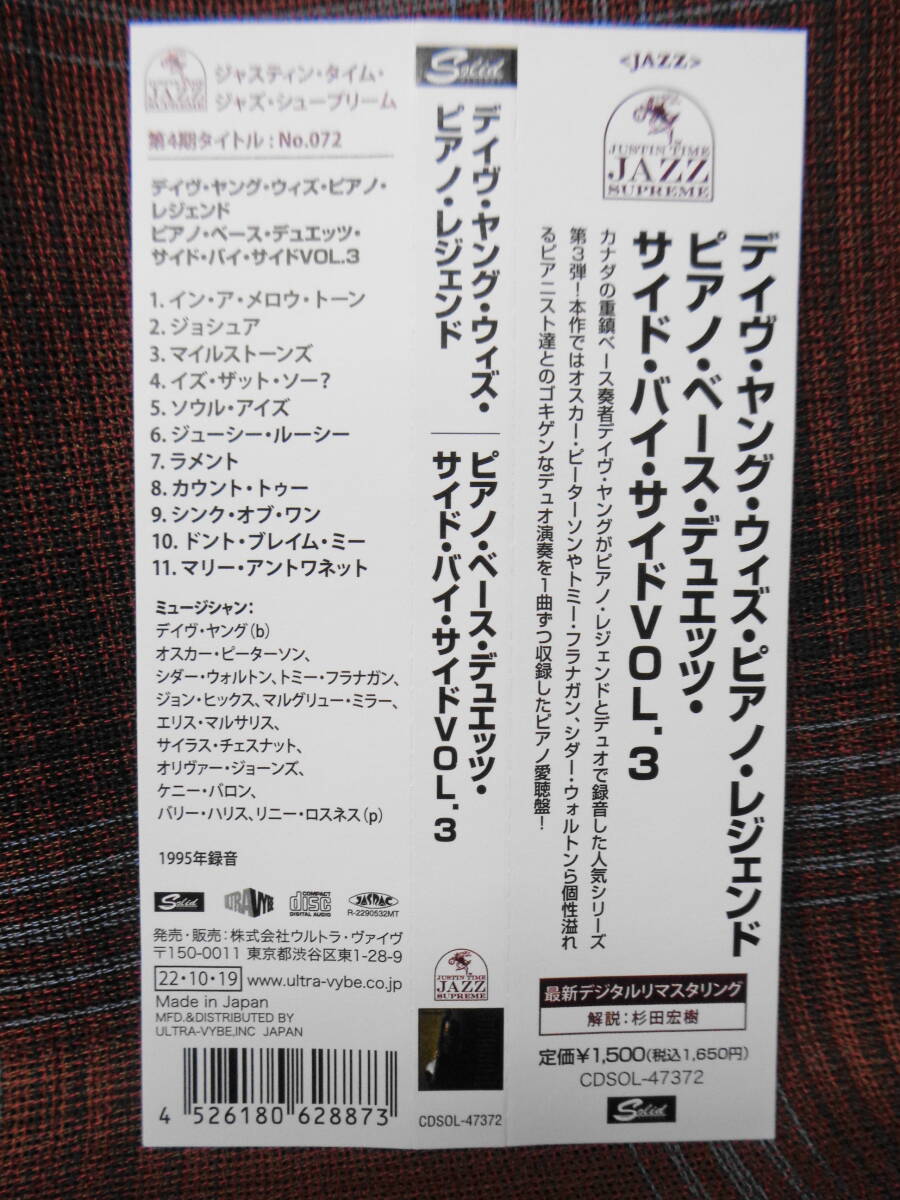 JUSTIN TIME
JAZZ
SUPREME
ジャスティン・タイム・
ジャズ・シュープリーム
第4期タイトル：No.072
デイヴ・ヤング・ウィズ・ピアノ・
レジェンド
ピアノ・ベース・デュエッツ・
サイド・バイ・サイドVOL.3
1. イン・ア・メロウ・トーン
2. ジョシュア
3. マイルストーンズ
4. イズ・ザット・ソー?
5. ソウル・アイズ
6. ジューシー・ルーシー
7. ラメント
8. カウント・トゥー
9. シンク・オブ・ワン
10. ドント・ブレイム・ミー
11. マリー・アントワネット
ミュージシャン：
デイヴ・ヤング(b)
オスカー・ピーターソン、
シダー・ウォルトン、トミー・フラナガン、
ジョン・ヒックス、マルグリュー・ミラー、
エリス・マルサリス、
サイラス・チェスナット、
オリヴァー・ジョーンズ、
ケニー・バロン、
バリー・ハリス、リニー・ロスネス(p)
1995年録音
Solid
ULTRA VYBE
COMPACT
disc
DIGITAL AUDIO
JASRAC
R-2290532MT
発売・販売：株式会社ウルトラ・ヴァイヴ
〒150-0011 東京都渋谷区東1-28-9
22・10・19 www.ultra-vybe.co.jp
Made in Japan
MFD.&DISTRIBUTED BY
ULTRA-VYBE,INC JAPAN
4 526180 628873
Solid
RECORDS
デイヴ・ヤング・ウィズ・
ピアノ・レジェンド
ピアノ・ベース・デュエッツ・
サイド・バイ・サイドVOL.3
JUSTIN TIME
JAZZ
SUPREME
CDSOL-47372
<JAZZ>
JUSTIN TIME
JAZZ
SUPREME
デイヴ・ヤング・ウィズ・ピアノ・レジェンド
ピアノ・ベース・デュエッツ・
サイド・バイ・サイドVOL.3
カナダの重鎮ベース奏者デイヴ・ヤングがピアノ・レジェンドとデュオで録音した人気シリーズ
第3弾！本作ではオスカー・ピーターソンやトミー・フラナガン、シダー・ウォルトンら個性溢れ
るピアニスト達とのゴキゲンなデュオ演奏を1曲ずつ収録したピアノ愛聴盤！
最新デジタルリマスタリング
解説：杉田宏樹
定価￥1,500(税込1,650円)
CDSOL-47372
Solid
RECORDS